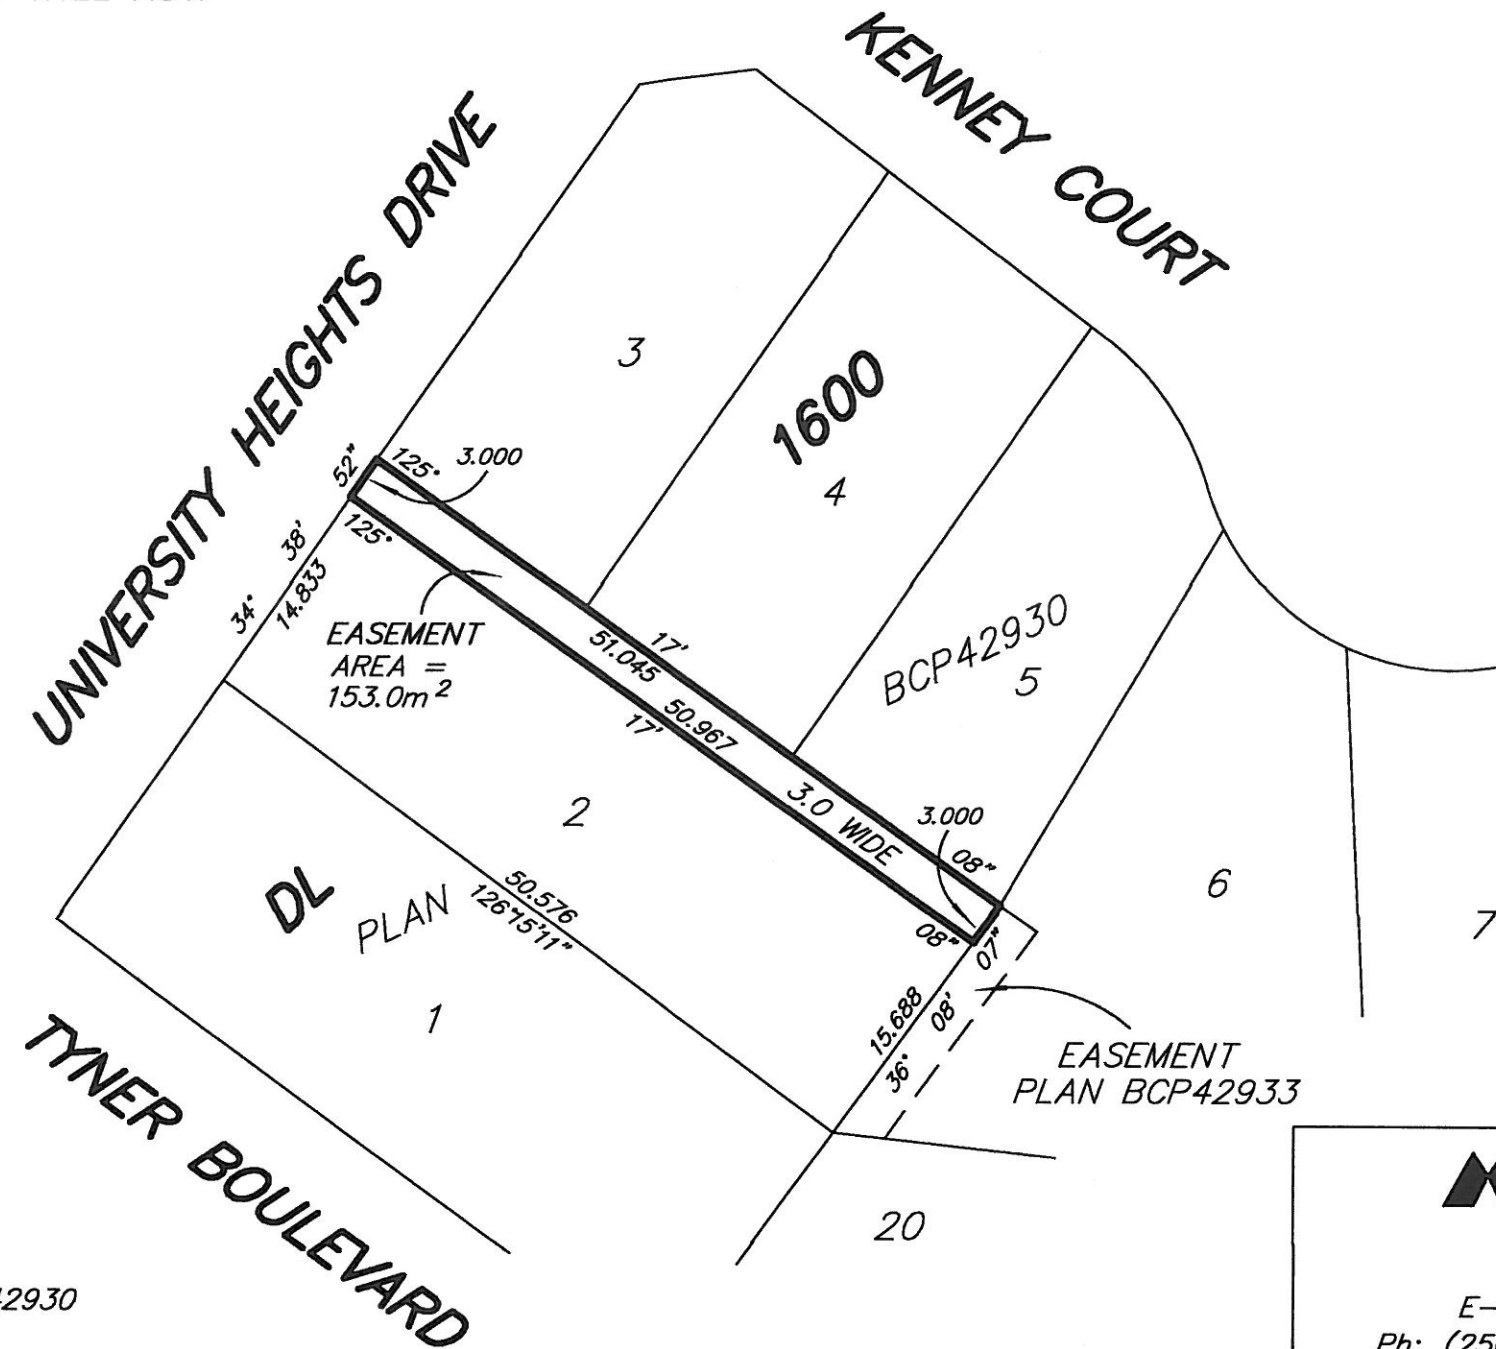 KENNEY COURT
UNIVERSITY HEIGHTS DRIVE
3
1600
4
52"
125°
3.000
125°
38'
34°
14.833
EASEMENT
AREA =
153.0m²
17'
51.045
50.967
17'
BCP42930
5
3.0 WIDE
3.000
08"
2
08"
07"
6
7
DL
PLAN
50.576
126°15'11"
1
15.688
08'
36°
EASEMENT
PLAN BCP42933
TYNER BOULEVARD
20
42930
E-
Ph: (25